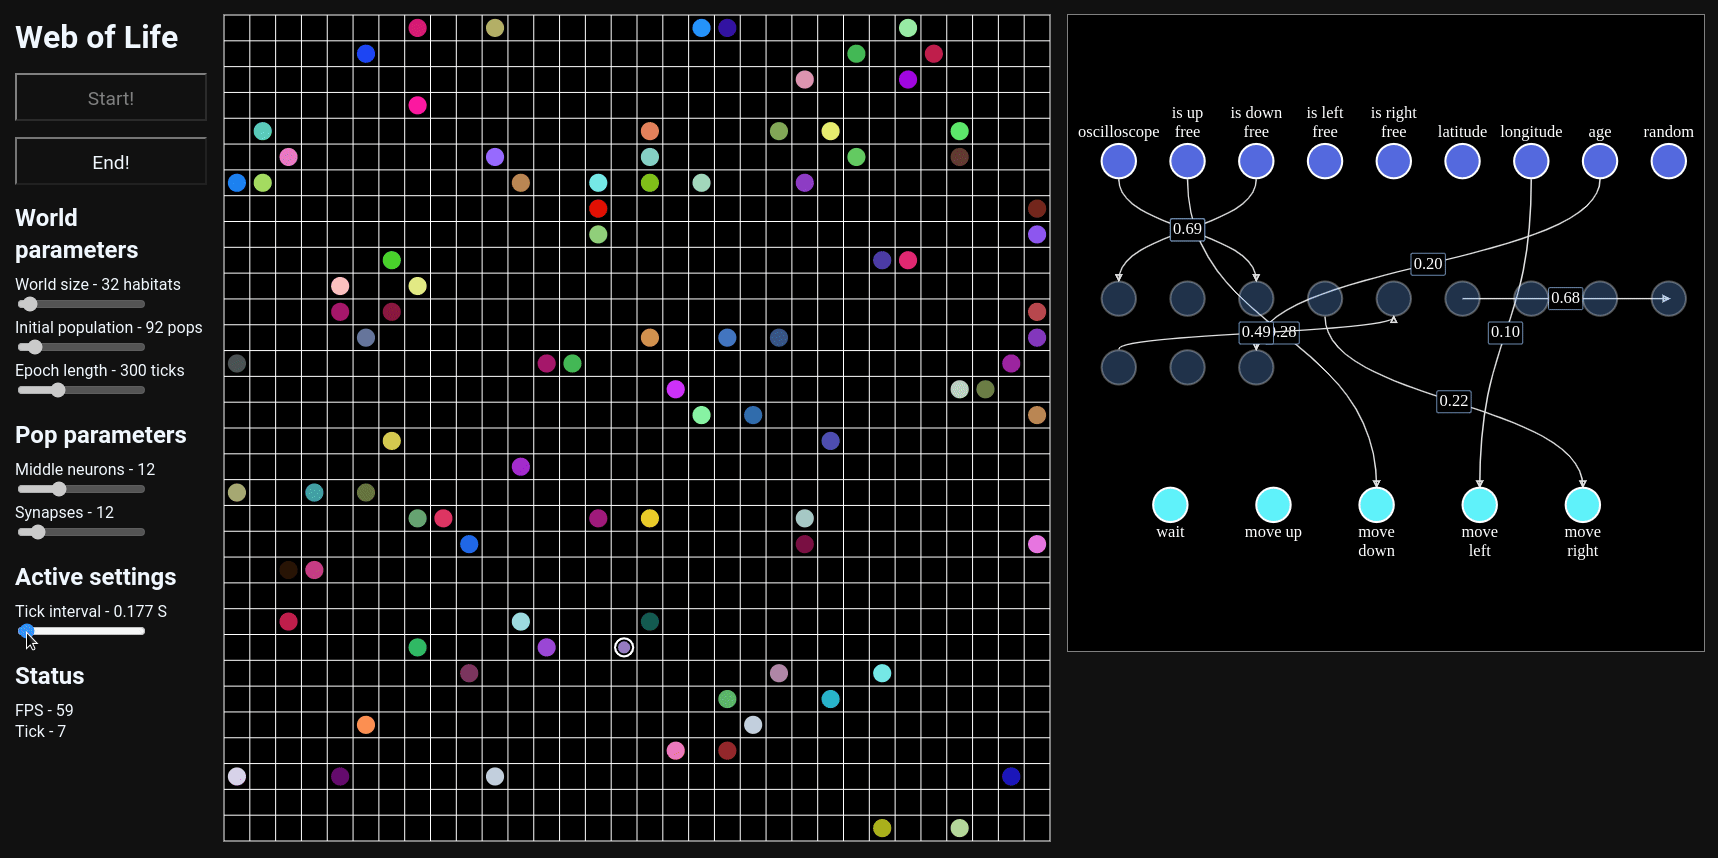 Web of Life
Start!
End!
World
parameters
World size - 32 habitats
Initial population - 92 pops
Epoch length - 300 ticks
Pop parameters
Middle neurons - 12
Synapses - 12
Active settings
Tick interval - 0.177 S
Status
FPS - 59
Tick - 7
oscilloscope
is up
free
is down
free
is left
free
is right
free
latitude
longitude
age
random
0.69
0.20
0.68
0.49
.28
0.10
0.22
wait
move up
move
down
move
left
move
right